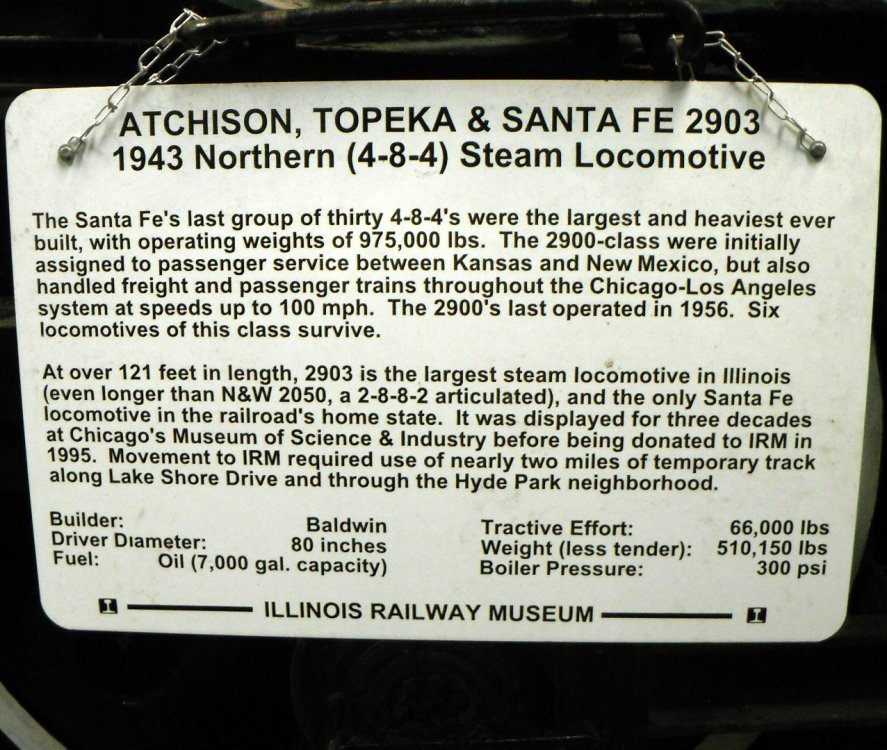 ATCHISON, TOPEKA & SANTA FE 2903
1943 Northern (4-8-4) Steam Locomotive
The Santa Fe's last group of thirty 4-8-4's were the largest and heaviest ever
built, with operating weights of 975,000 lbs. The 2900-class were initially
assigned to passenger service between Kansas and New Mexico, but also
handled freight and passenger trains throughout the Chicago-Los Angeles
system at speeds up to 100 mph. The 2900's last operated in 1956. Six
locomotives of this class survive.
At over 121 feet in length, 2903 is the largest steam locomotive in Illinois
(even longer than N&W 2050, a 2-8-8-2 articulated), and the only Santa Fe
locomotive in the railroad's home state. It was displayed for three decades
at Chicago's Museum of Science & Industry before being donated to IRM in
1995. Movement to IRM required use of nearly two miles of temporary track
along Lake Shore Drive and through the Hyde Park neighborhood.
Builder: Baldwin
Driver Diameter: 80 inches
Fuel: Oil (7,000 gal. capacity)
Tractive Effort: 66,000 lbs
Weight (less tender): 510,150 lbs
Boiler Pressure: 300 psi
ILLINOIS RAILWAY MUSEUM